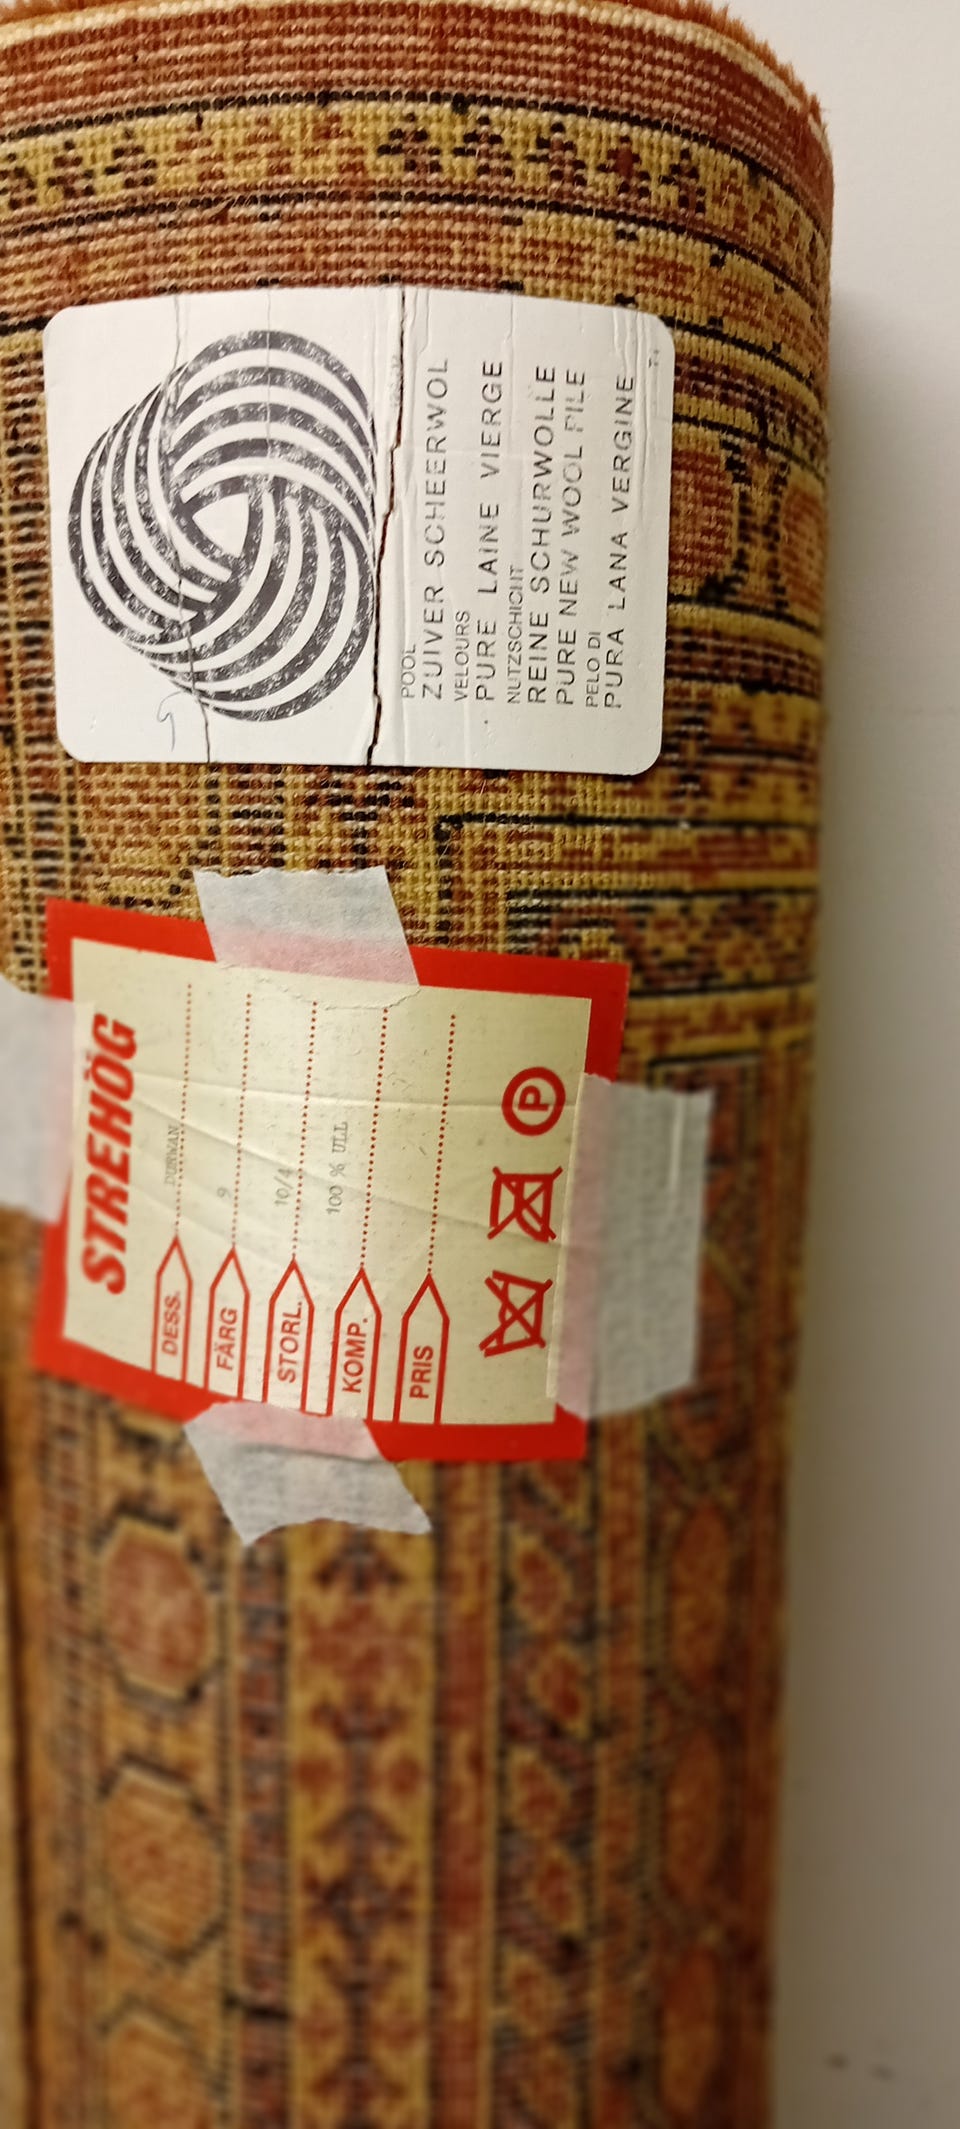 POOL
ZUIVER SCHEERWOL
VELOURS
PURE LAINE VIERGE
NUTZSCHICHT
REINE SCHURWOLLE
PURE NEW WOOL PILE
PELO DI
PURA LANA VERGINE
STREHÖG
DESS. DURWAN
FÄRG 9
STORL. 10/4
KOMP. 100 % ULL
PRIS
P